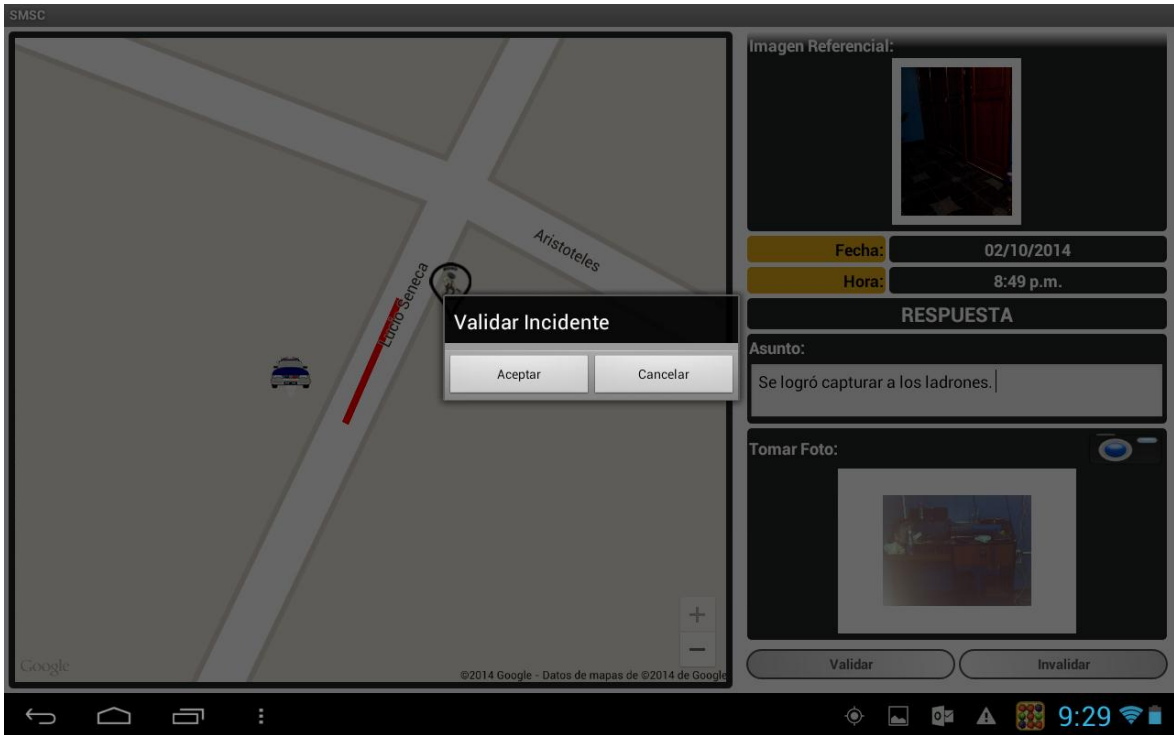 SMSC
Aristoteles
Lucio Seneca
Google
©2014 Google - Datos de mapas de ©2014 de Google
Validar Incidente
Aceptar
Cancelar
Imagen Referencial:
Fecha:
02/10/2014
Hora:
8:49 p.m.
RESPUESTA
Asunto:
Se logró capturar a los ladrones.
Tomar Foto:
Validar
Invalidar
9:29